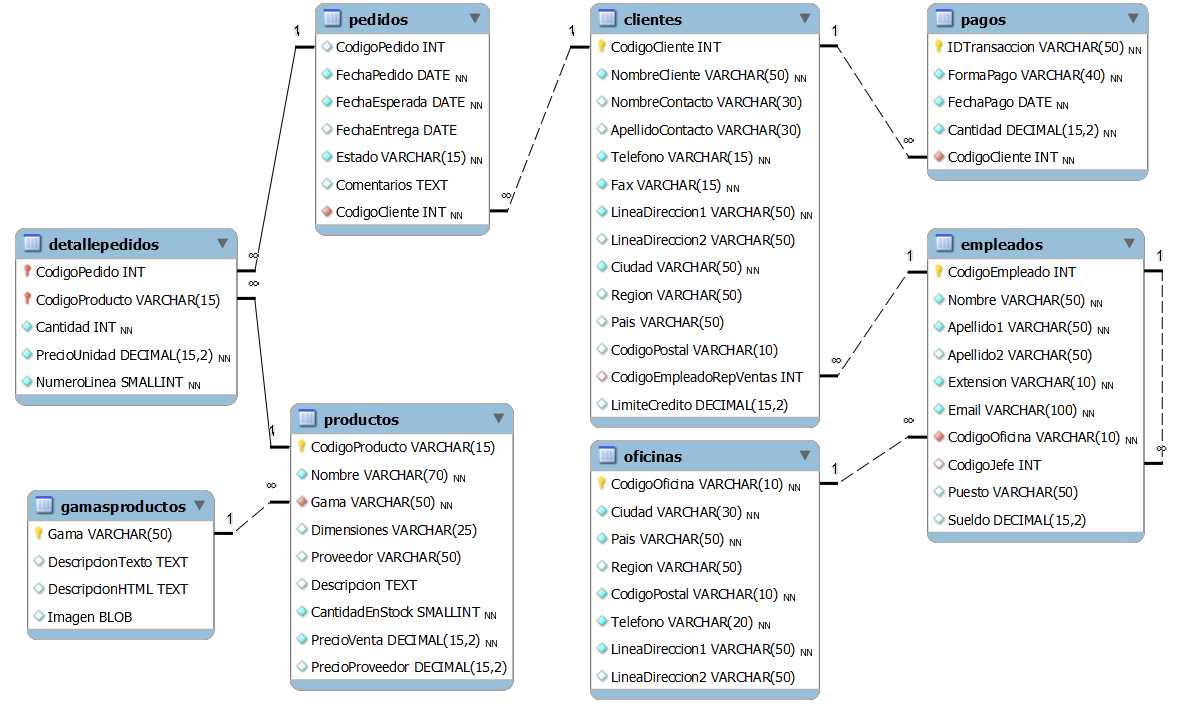 pedidos
CodigoPedido INT
FechaPedido DATE NN
FechaEsperada DATE NN
FechaEntrega DATE
Estado VARCHAR(15) NN
Comentarios TEXT
CodigoCliente INT NN
clientes
CodigoCliente INT
NombreCliente VARCHAR(50) NN
NombreContacto VARCHAR(30)
ApellidoContacto VARCHAR(30)
Telefono VARCHAR(15) NN
Fax VARCHAR(15) NN
LineaDireccion1 VARCHAR(50) NN
LineaDireccion2 VARCHAR(50)
Ciudad VARCHAR(50) NN
Region VARCHAR(50)
Pais VARCHAR(50)
CodigoPostal VARCHAR(10)
CodigoEmpleadoRepVentas INT
LimiteCredito DECIMAL(15,2)
pagos
IDTransaccion VARCHAR(50) NN
FormaPago VARCHAR(40) NN
FechaPago DATE NN
Cantidad DECIMAL(15,2) NN
CodigoCliente INT NN
detallepedidos
CodigoPedido INT
CodigoProducto VARCHAR(15)
Cantidad INT NN
PrecioUnidad DECIMAL(15,2) NN
NumeroLinea SMALLINT NN
empleados
CodigoEmpleado INT
Nombre VARCHAR(50) NN
Apellido1 VARCHAR(50) NN
Apellido2 VARCHAR(50)
Extension VARCHAR(10) NN
Email VARCHAR(100) NN
CodigoOficina VARCHAR(10) NN
CodigoJefe INT
Puesto VARCHAR(50)
Sueldo DECIMAL(15,2)
productos
CodigoProducto VARCHAR(15)
Nombre VARCHAR(70) NN
Gama VARCHAR(50) NN
Dimensiones VARCHAR(25)
Proveedor VARCHAR(50)
Descripcion TEXT
CantidadEnStock SMALLINT NN
PrecioVenta DECIMAL(15,2) NN
PrecioProveedor DECIMAL(15,2)
oficinas
CodigoOficina VARCHAR(10) NN
Ciudad VARCHAR(30) NN
Pais VARCHAR(50) NN
Region VARCHAR(50)
CodigoPostal VARCHAR(10) NN
Telefono VARCHAR(20) NN
LineaDireccion1 VARCHAR(50) NN
LineaDireccion2 VARCHAR(50)
gamasproductos
Gama VARCHAR(50)
DescripcionTexto TEXT
DescripcionHTML TEXT
Imagen BLOB
1
∞
1
∞
1
∞
1
∞
1
∞
1
∞
1
∞
1
∞